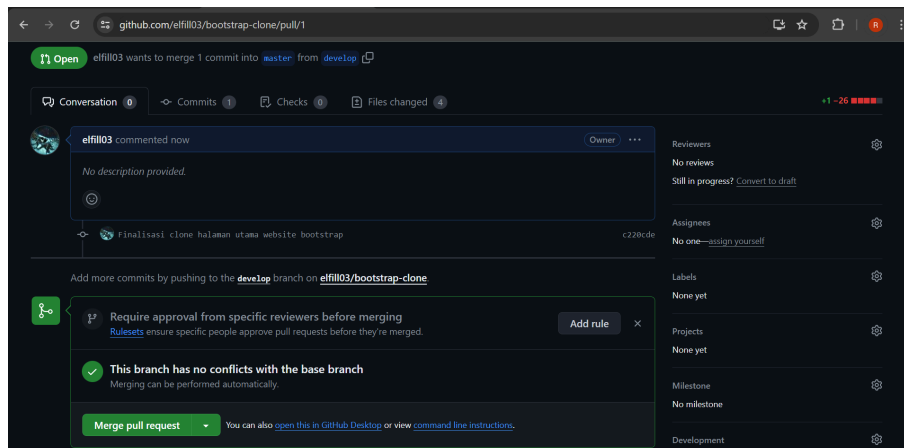 github.com/elfill03/bootstrap-clone/pull/1
R
Open elfill03 wants to merge 1 commit into master from develop
Conversation 0 Commits 1 Checks 0 Files changed 4
+1 −26
elfill03 commented now Owner
No description provided.
Finalisasi clone halaman utama website bootstrap c220cde
Add more commits by pushing to the develop branch on elfill03/bootstrap-clone.
Require approval from specific reviewers before merging
Rulesets ensure specific people approve pull requests before they're merged.
Add rule
This branch has no conflicts with the base branch
Merging can be performed automatically.
Merge pull request You can also open this in GitHub Desktop or view command line instructions.
Reviewers
No reviews
Still in progress? Convert to draft
Assignees
No one—assign yourself
Labels
None yet
Projects
None yet
Milestone
No milestone
Development